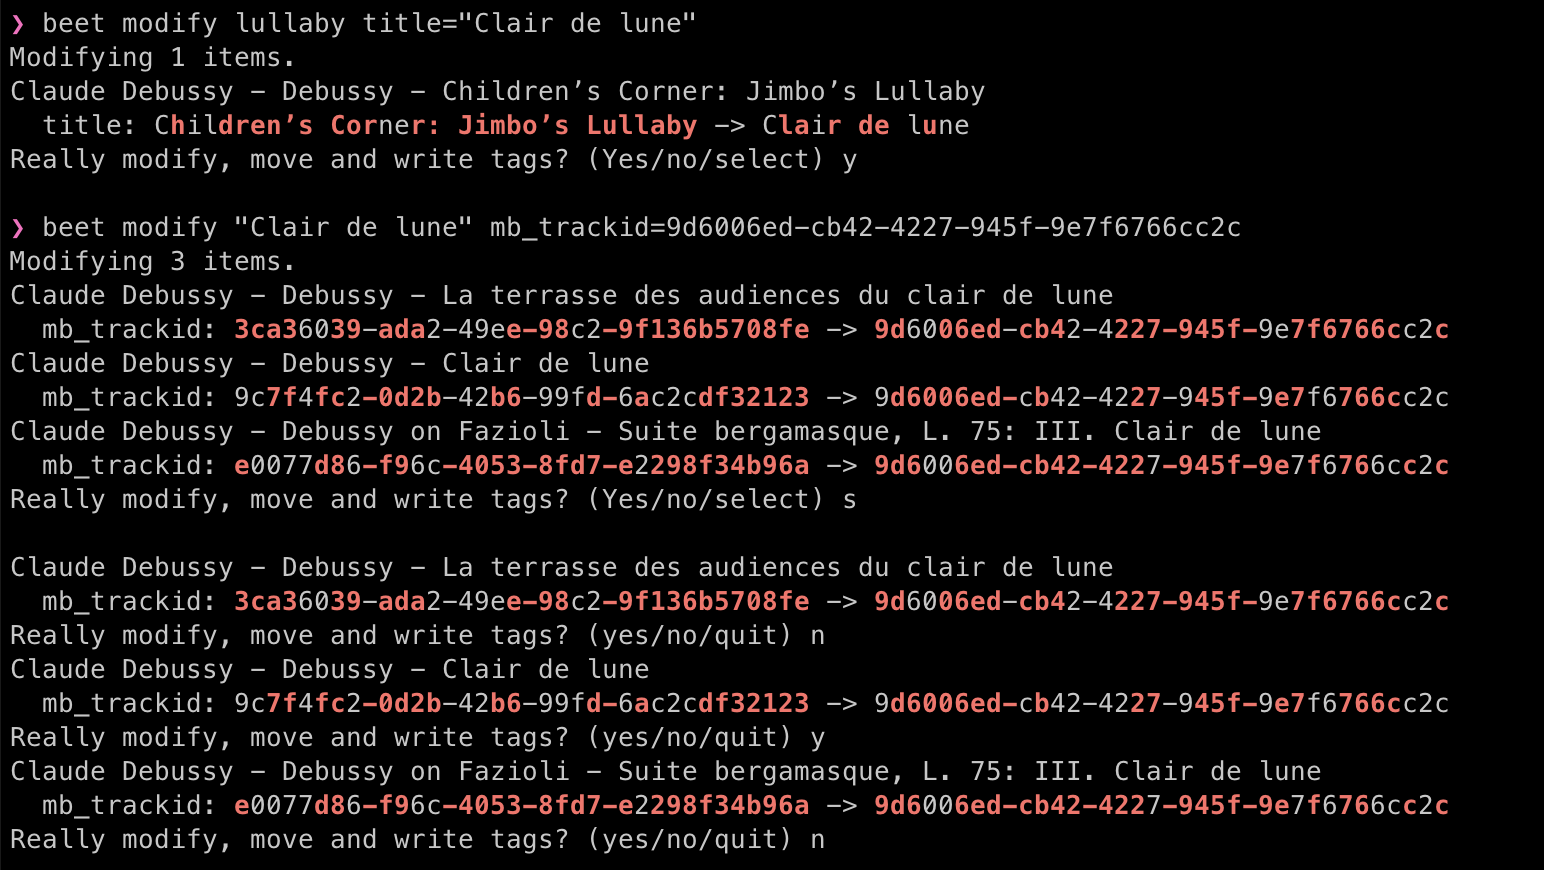 ❯ beet modify lullaby title="Clair de lune"
Modifying 1 items.
Claude Debussy – Debussy – Children’s Corner: Jimbo’s Lullaby
  title: Children’s Corner: Jimbo’s Lullaby -> Clair de lune
Really modify, move and write tags? (Yes/no/select) y

❯ beet modify "Clair de lune" mb_trackid=9d6006ed-cb42-4227-945f-9e7f6766cc2c
Modifying 3 items.
Claude Debussy – Debussy – La terrasse des audiences du clair de lune
  mb_trackid: 3ca36039-ada2-49ee-98c2-9f136b5708fe -> 9d6006ed-cb42-4227-945f-9e7f6766cc2c
Claude Debussy – Debussy – Clair de lune
  mb_trackid: 9c7f4fc2-0d2b-42b6-99fd-6ac2cdf32123 -> 9d6006ed-cb42-4227-945f-9e7f6766cc2c
Claude Debussy – Debussy on Fazioli – Suite bergamasque, L. 75: III. Clair de lune
  mb_trackid: e0077d86-f96c-4053-8fd7-e2298f34b96a -> 9d6006ed-cb42-4227-945f-9e7f6766cc2c
Really modify, move and write tags? (Yes/no/select) s

Claude Debussy – Debussy – La terrasse des audiences du clair de lune
  mb_trackid: 3ca36039-ada2-49ee-98c2-9f136b5708fe -> 9d6006ed-cb42-4227-945f-9e7f6766cc2c
Really modify, move and write tags? (yes/no/quit) n
Claude Debussy – Debussy – Clair de lune
  mb_trackid: 9c7f4fc2-0d2b-42b6-99fd-6ac2cdf32123 -> 9d6006ed-cb42-4227-945f-9e7f6766cc2c
Really modify, move and write tags? (yes/no/quit) y
Claude Debussy – Debussy on Fazioli – Suite bergamasque, L. 75: III. Clair de lune
  mb_trackid: e0077d86-f96c-4053-8fd7-e2298f34b96a -> 9d6006ed-cb42-4227-945f-9e7f6766cc2c
Really modify, move and write tags? (yes/no/quit) n